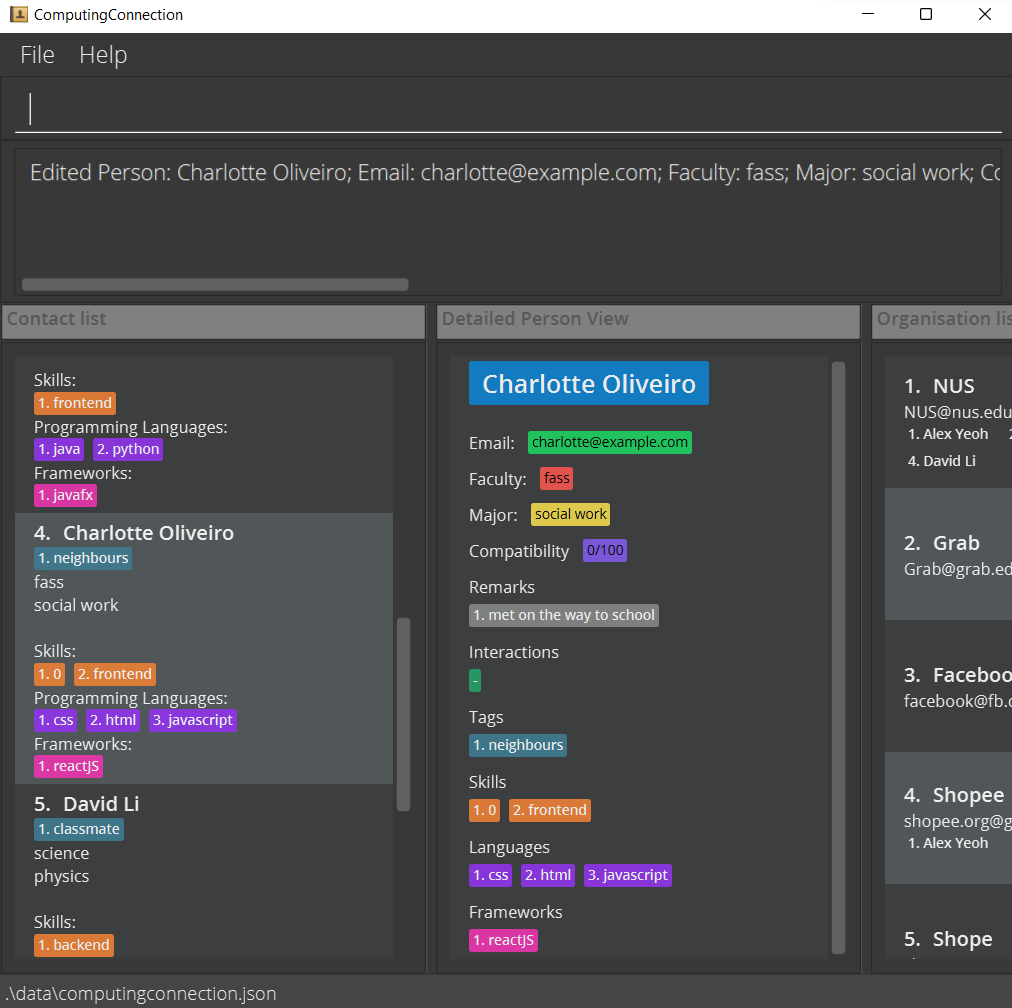 ComputingConnection
File Help
Edited Person: Charlotte Oliveiro; Email: charlotte@example.com; Faculty: fass; Major: social work; Co
Contact list
Skills:
1. frontend
Programming Languages:
1. java 2. python
Frameworks:
1. javafx
4. Charlotte Oliveiro
1. neighbours
fass
social work
Skills:
1. 0 2. frontend
Programming Languages:
1. css 2. html 3. javascript
Frameworks:
1. reactJS
5. David Li
1. classmate
science
physics
Skills:
1. backend
Detailed Person View
Charlotte Oliveiro
Email: charlotte@example.com
Faculty: fass
Major: social work
Compatibility 0/100
Remarks
1. met on the way to school
Interactions
-
Tags
1. neighbours
Skills
1. 0 2. frontend
Languages
1. css 2. html 3. javascript
Frameworks
1. reactJS
Organisation lis
1. NUS
NUS@nus.edu
1. Alex Yeoh 2
4. David Li
2. Grab
Grab@grab.ed
3. Faceboo
facebook@fb.c
4. Shopee
shopee.org@g
1. Alex Yeoh
5. Shope
.\data\computingconnection.json